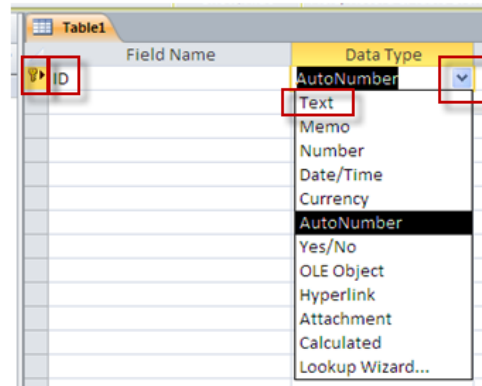 Table1
Field Name Data Type
ID AutoNumber
Text
Memo
Number
Date/Time
Currency
AutoNumber
Yes/No
OLE Object
Hyperlink
Attachment
Calculated
Lookup Wizard...